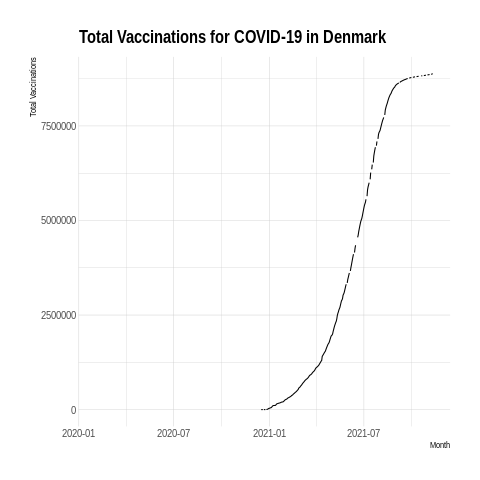 Total Vaccinations for COVID-19 in Denmark
Total Vaccinations
7500000
5000000
2500000
0
2020-01 2020-07 2021-01 2021-07
Month